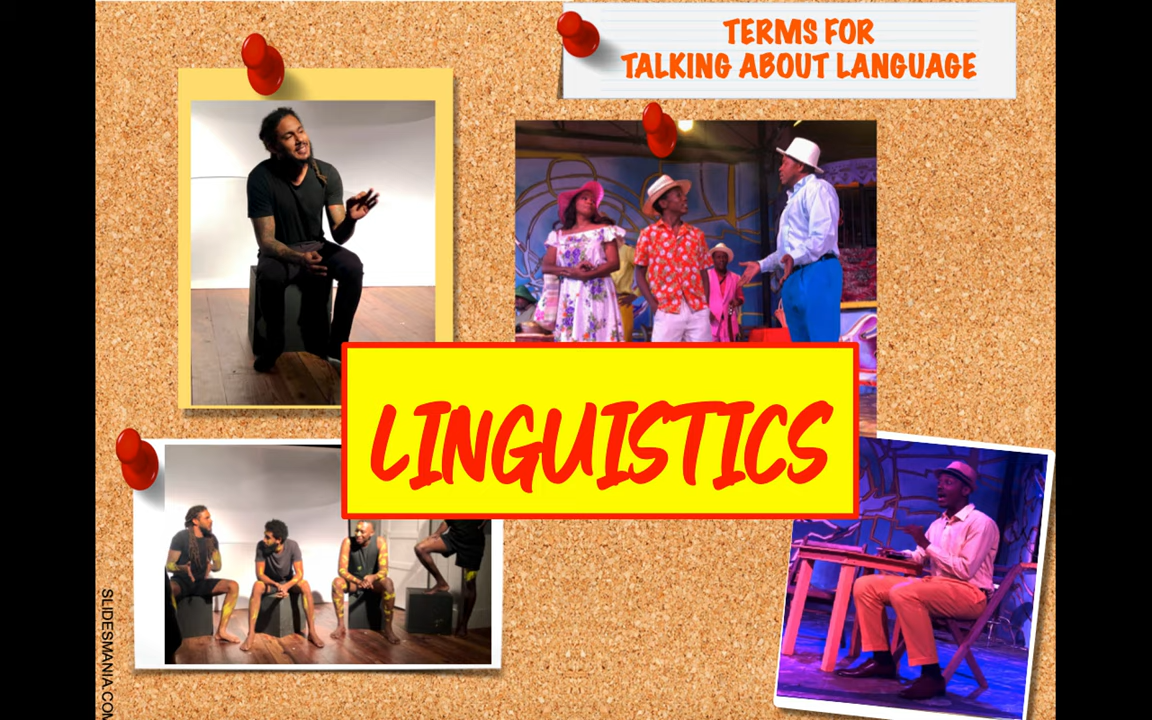 TERMS FOR
TALKING ABOUT LANGUAGE
LINGUISTICS
SLIDESMANIA.COM